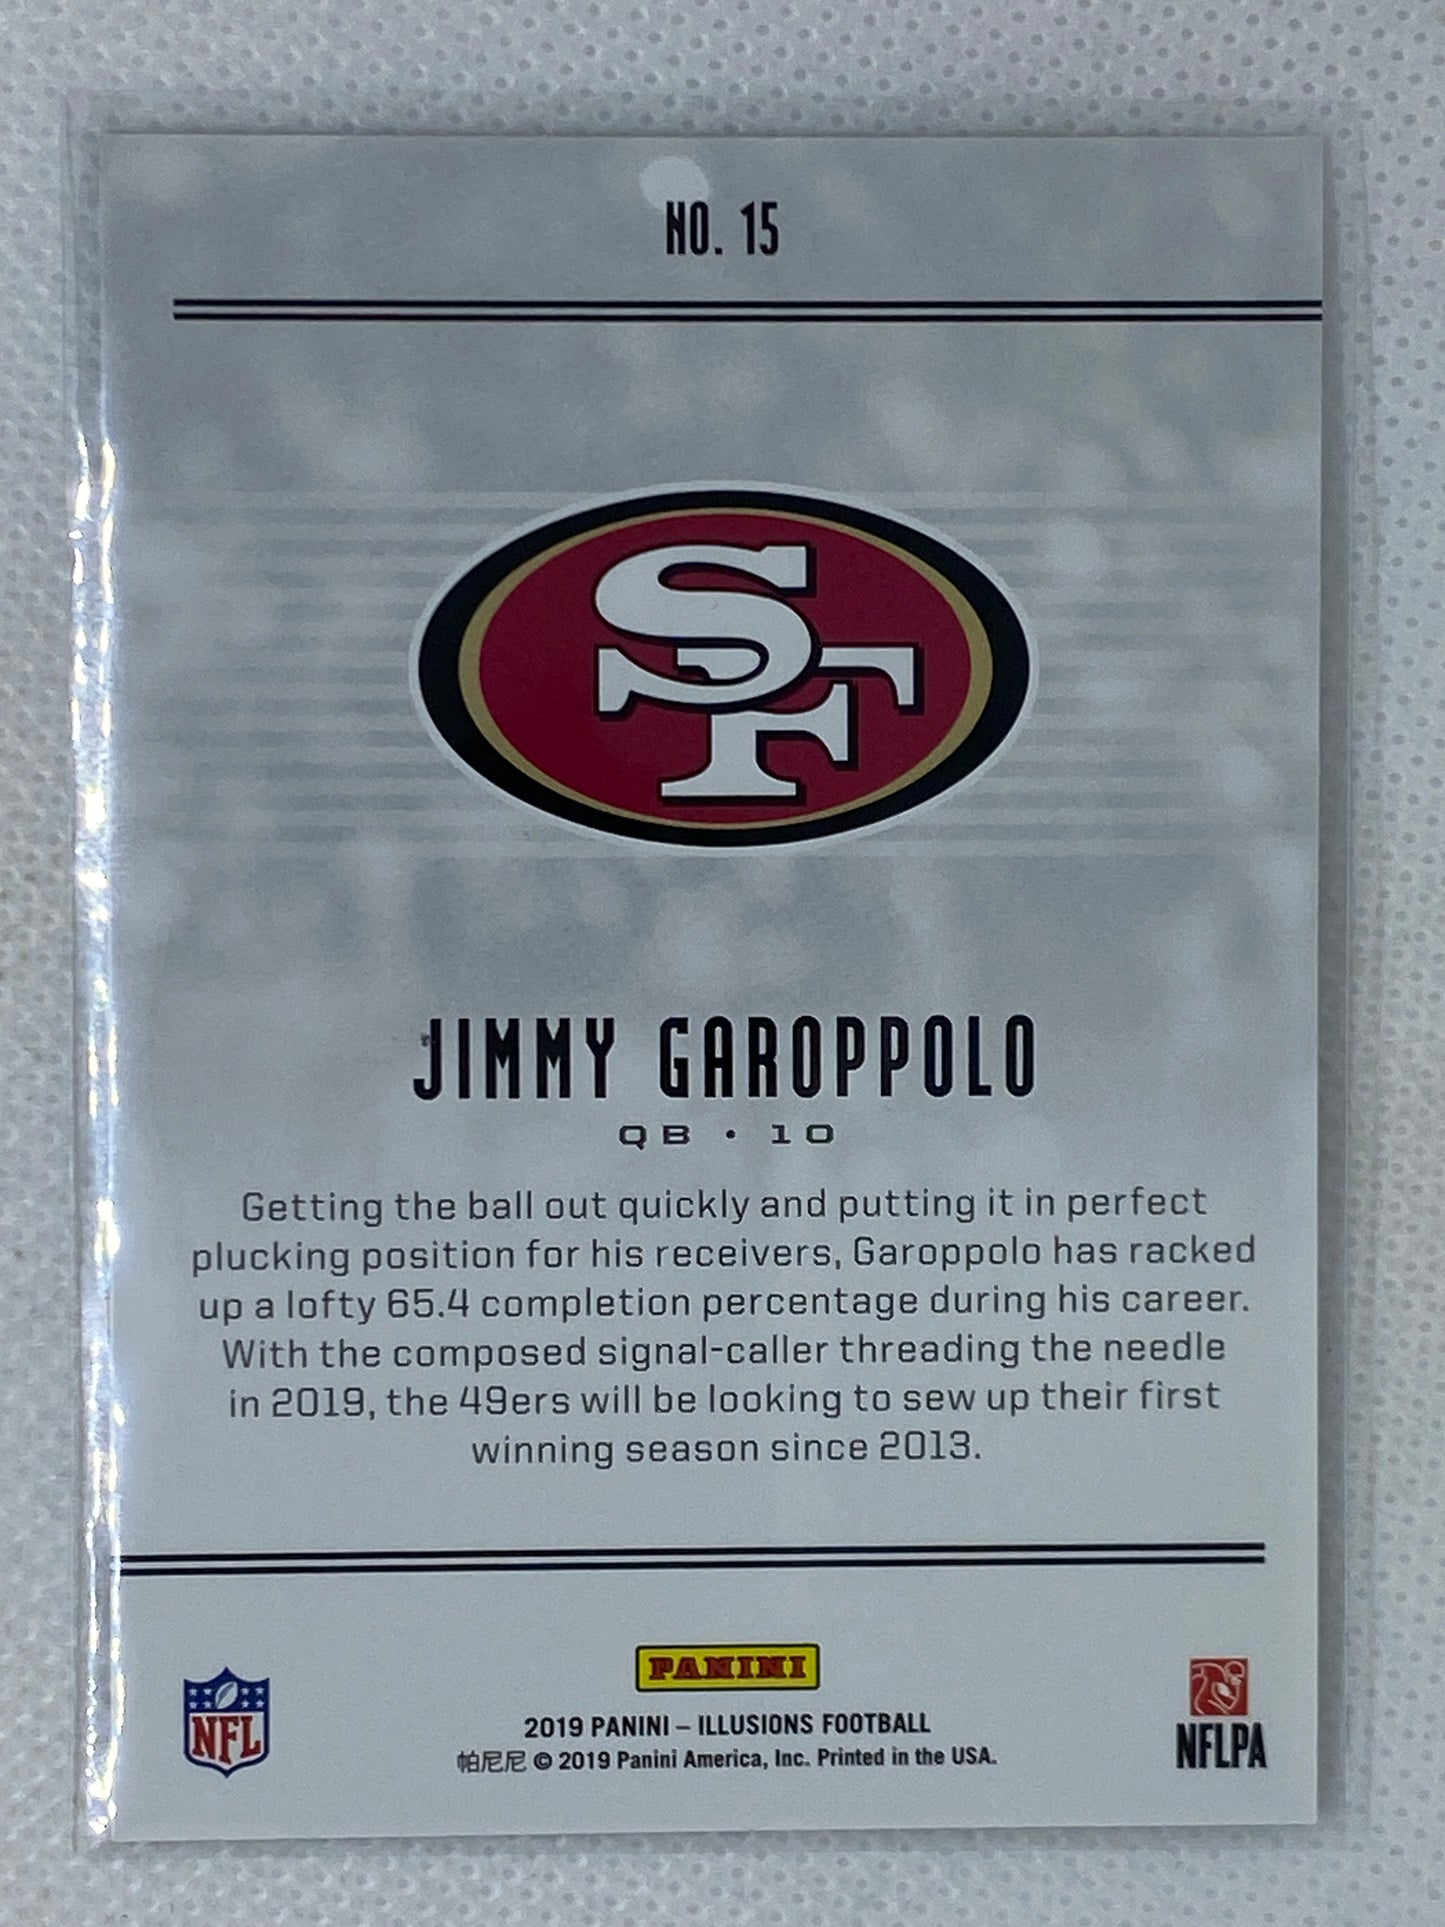 NO. 15
SF
JIMMY GAROPPOLO
QB • 10
Getting the ball out quickly and putting it in perfect
plucking position for his receivers, Garoppolo has racked
up a lofty 65.4 completion percentage during his career.
With the composed signal-caller threading the needle
in 2019, the 49ers will be looking to sew up their first
winning season since 2013.
PANINI
2019 PANINI – ILLUSIONS FOOTBALL
帕尼尼 © 2019 Panini America, Inc. Printed in the USA.
NFL
NFLPA